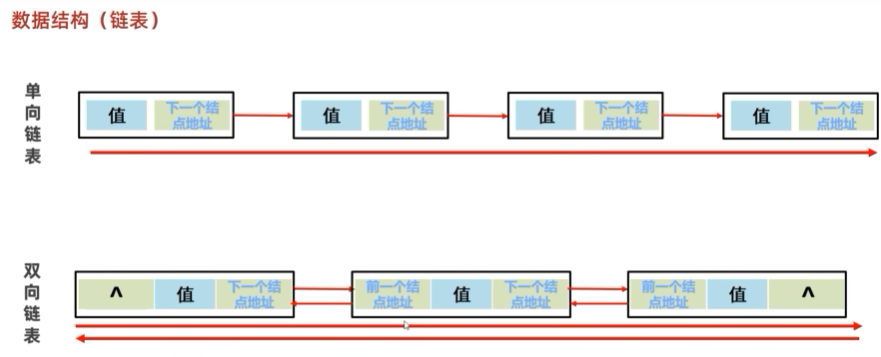 数据结构（链表）
单向链表
值 下一个结点地址 值 下一个结点地址 值 下一个结点地址 值 下一个结点地址
双向链表
^ 值 下一个结点地址 前一个结点地址 值 下一个结点地址 前一个结点地址 值 ^